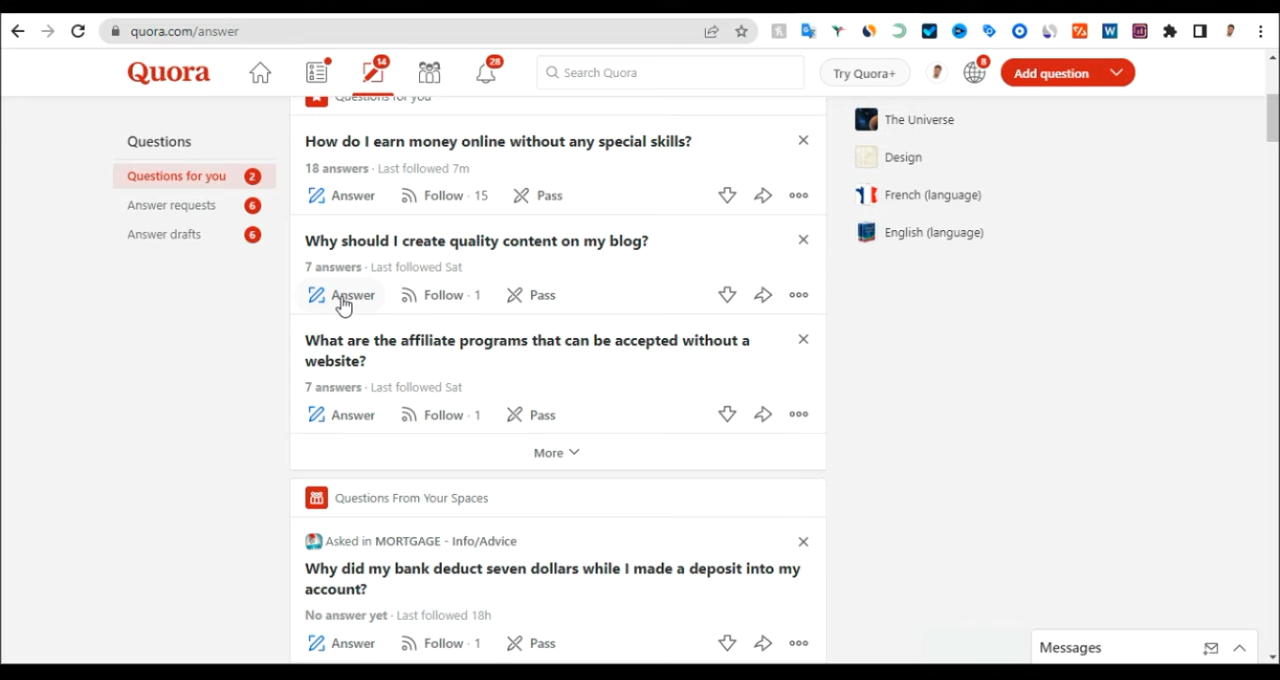 quora.com/answer
Quora
14
28
Search Quora
Try Quora+
8
Add question
Questions for you
Questions
Questions for you 2
Answer requests 6
Answer drafts 6
How do I earn money online without any special skills?
18 answers · Last followed 7m
Answer Follow · 15 Pass
Why should I create quality content on my blog?
7 answers · Last followed Sat
Answer Follow · 1 Pass
What are the affiliate programs that can be accepted without a
website?
7 answers · Last followed Sat
Answer Follow · 1 Pass
More
Questions From Your Spaces
Asked in MORTGAGE - Info/Advice
Why did my bank deduct seven dollars while I made a deposit into my
account?
No answer yet · Last followed 18h
Answer Follow · 1 Pass
The Universe
Design
French (language)
English (language)
Messages